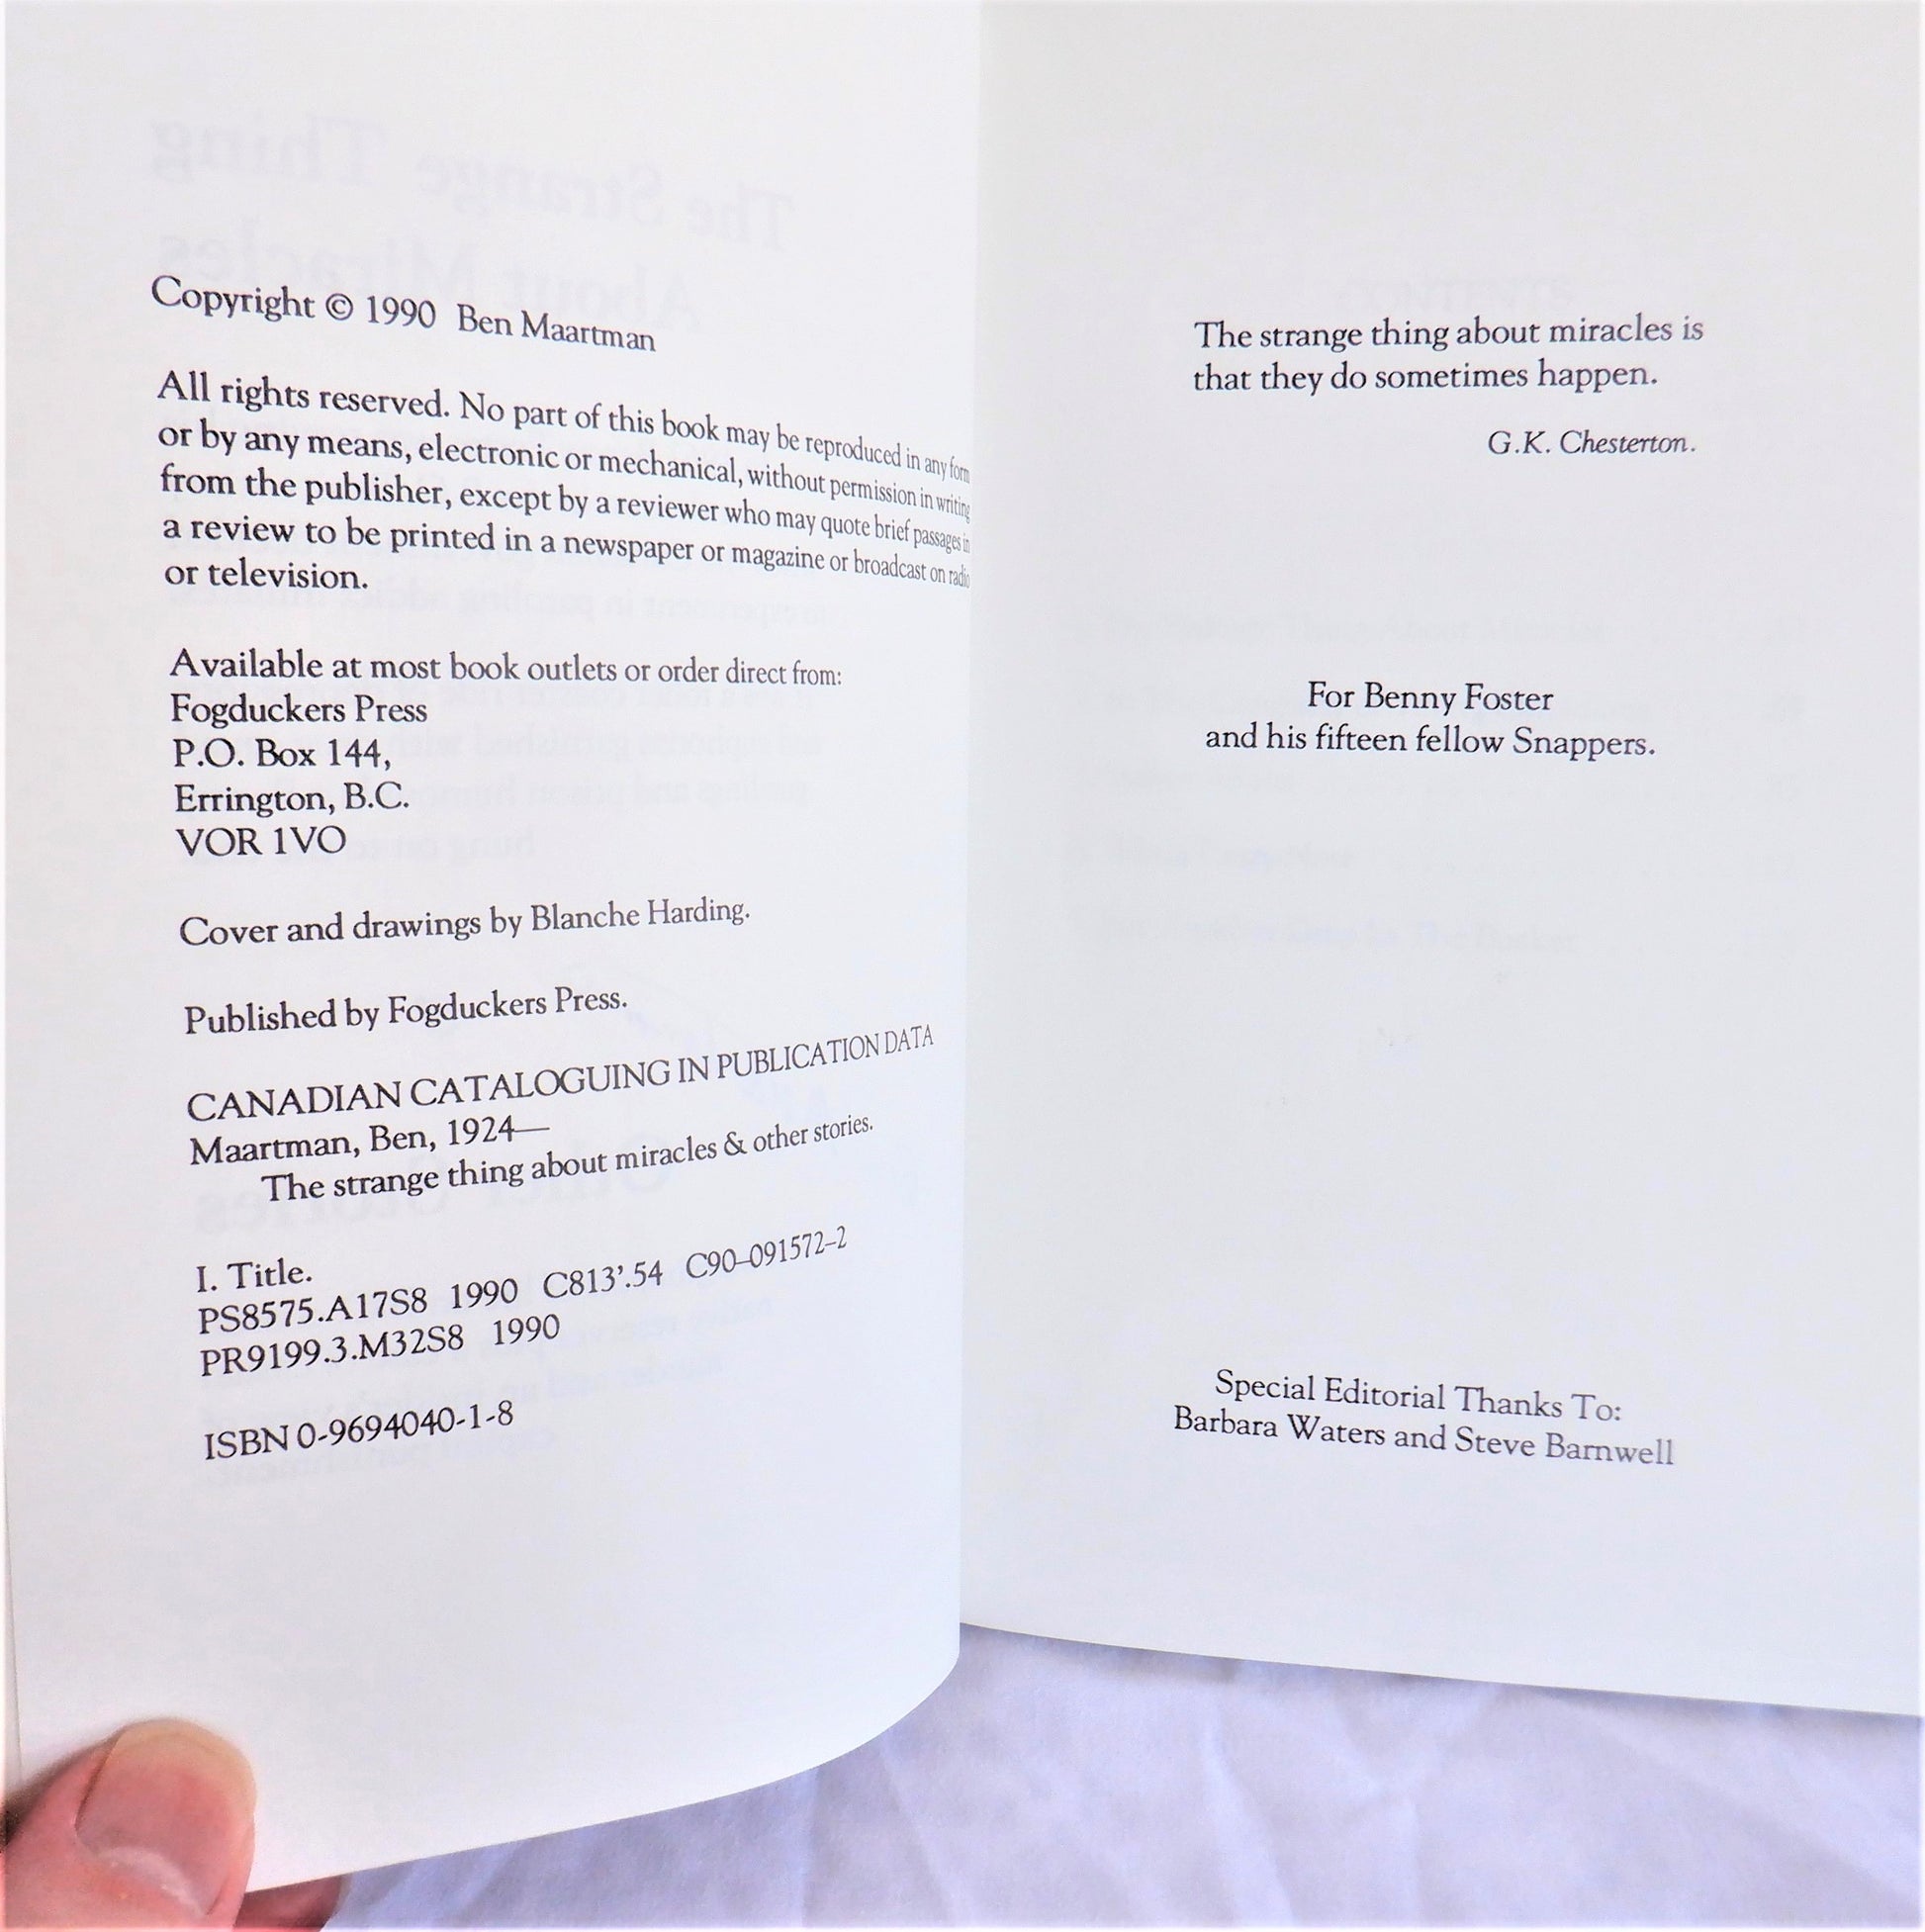 Copyright © 1990 Ben Maartman
All rights reserved. No part of this book may be reproduced in any form
or by any means, electronic or mechanical, without permission in writing
from the publisher, except by a reviewer who may quote brief passages in
a review to be printed in a newspaper or magazine or broadcast on radio
or television.
Available at most book outlets or order direct from:
Fogduckers Press
P.O. Box 144,
Errington, B.C.
VOR 1VO
Cover and drawings by Blanche Harding.
Published by Fogduckers Press.
CANADIAN CATALOGUING IN PUBLICATION DATA
Maartman, Ben, 1924—
The strange thing about miracles & other stories.
I. Title.
PS8575.A17S8 1990 C813'.54 C90-091572-2
PR9199.3.M32S8 1990
ISBN 0-9694040-1-8
The strange thing about miracles is
that they do sometimes happen.
G.K. Chesterton.
For Benny Foster
and his fifteen fellow Snappers.
Special Editorial Thanks To:
Barbara Waters and Steve Barnwell